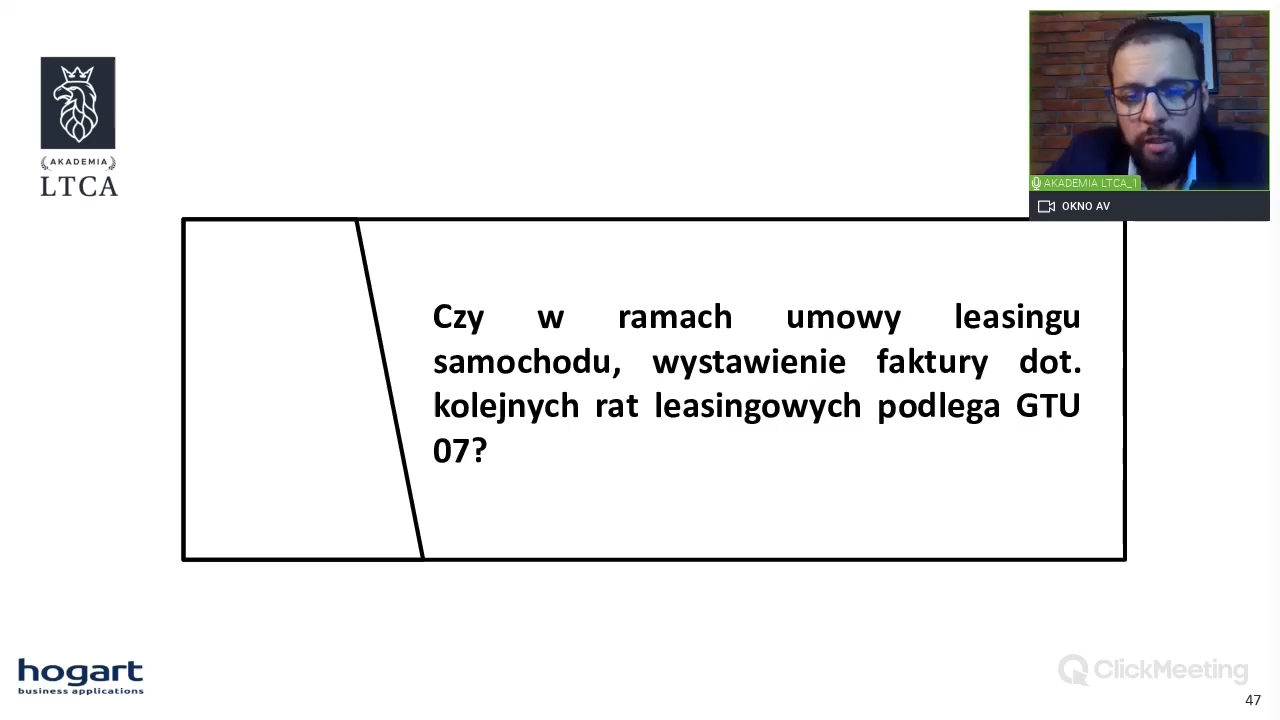 AKADEMIA
LTCA
AKADEMIA LTCA_1
OKNO AV
Czy w ramach umowy leasingu
samochodu, wystawienie faktury dot.
kolejnych rat leasingowych podlega GTU
07?
hogart
business applications
ClickMeeting
47